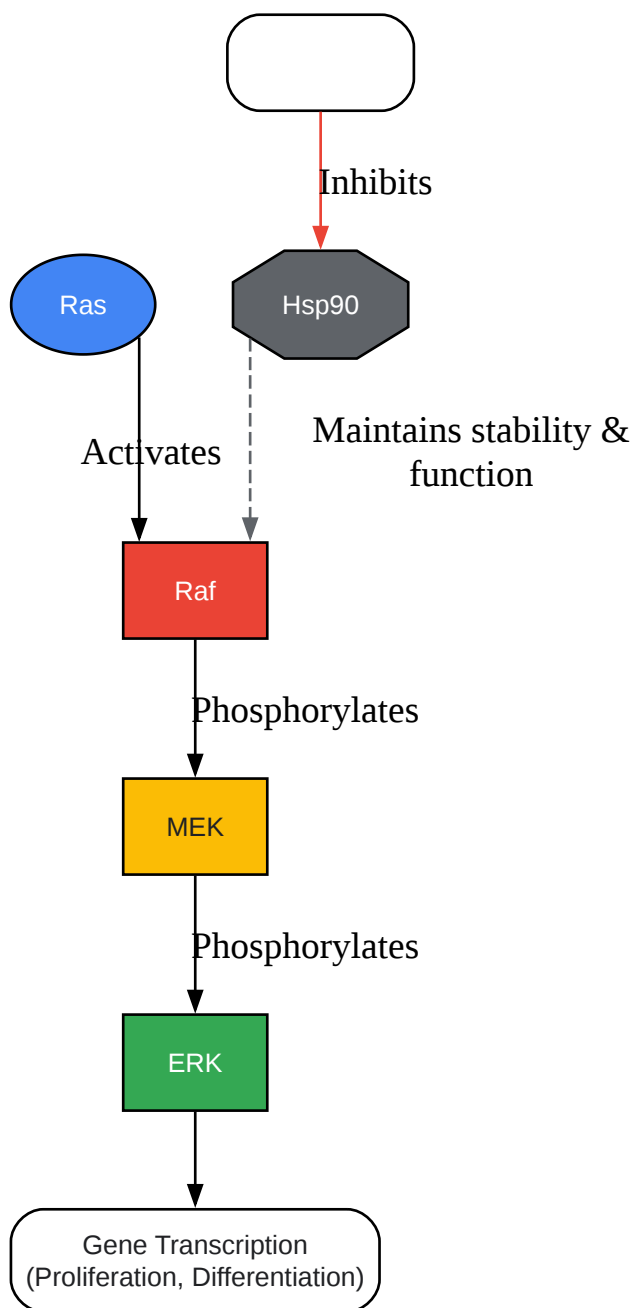 Inhibits
Ras
Hsp90
Activates
Maintains stability &
function
Raf
Phosphorylates
MEK
Phosphorylates
ERK
Gene Transcription
(Proliferation, Differentiation)